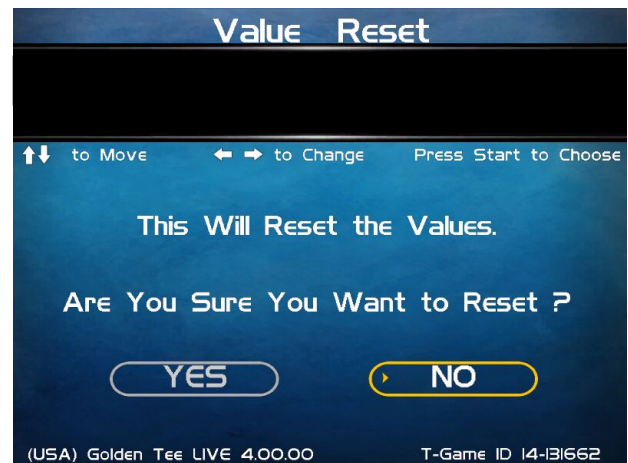 Value Reset
to Move to Change Press Start to Choose
This Will Reset the Values.
Are You Sure You Want to Reset ?
YES NO
(USA) Golden Tee LIVE 4.00.00 T-Game ID 14-131662